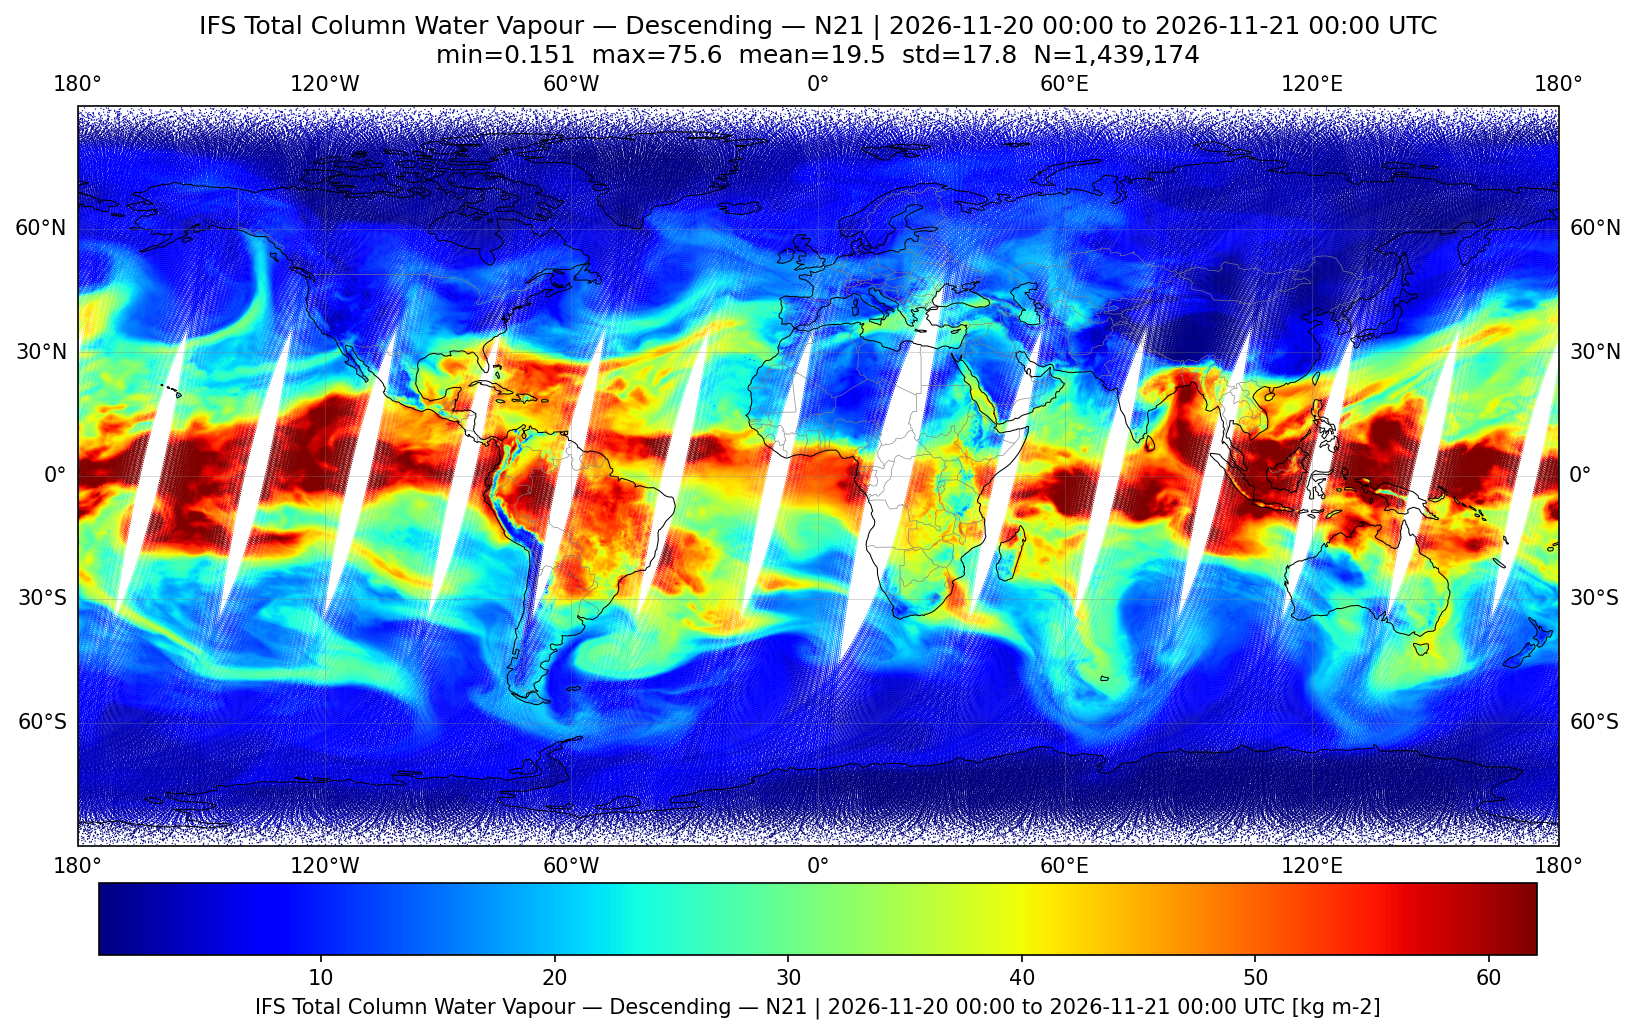 IFS Total Column Water Vapour — Descending — N21 | 2026-11-20 00:00 to 2026-11-21 00:00 UTC
min=0.151  max=75.6  mean=19.5  std=17.8  N=1,439,174
180° 120°W 60°W 0° 60°E 120°E 180°
60°N 60°N
30°N 30°N
0° 0°
30°S 30°S
60°S 60°S
180° 120°W 60°W 0° 60°E 120°E 180°
10 20 30 40 50 60
IFS Total Column Water Vapour — Descending — N21 | 2026-11-20 00:00 to 2026-11-21 00:00 UTC [kg m-2]